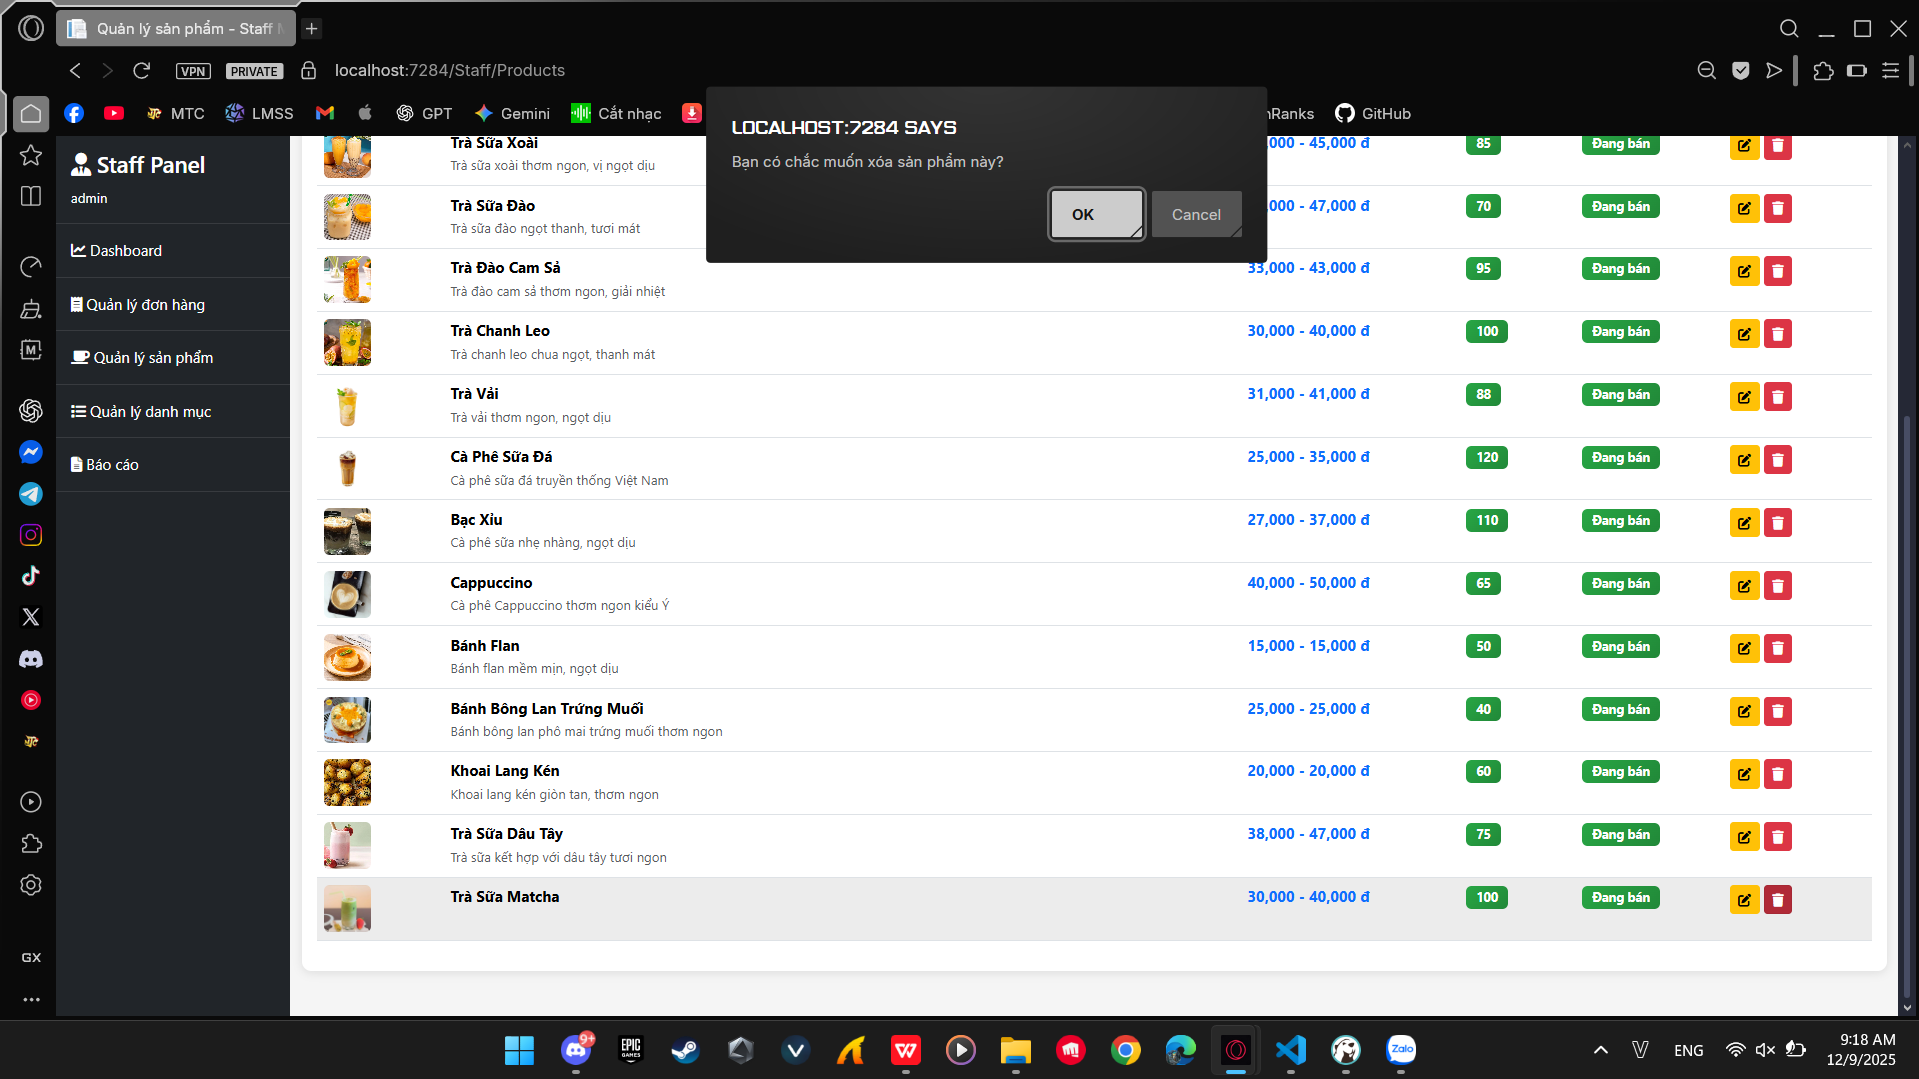 Quản lý sản phẩm - Staff
VPN
PRIVATE
localhost:7284/Staff/Products
MTC
LMSS
GPT
Gemini
Cắt nhạc
nRanks
GitHub
LOCALHOST:7284 SAYS
Bạn có chắc muốn xóa sản phẩm này?
OK
Cancel
Staff Panel
admin
Dashboard
Quản lý đơn hàng
Quản lý sản phẩm
Quản lý danh mục
Báo cáo
M
GX
Trà Sữa Xoài
Trà sữa xoài thơm ngon, vị ngọt dịu
000 - 45,000 đ
85
Đang bán
Trà Sữa Đào
Trà sữa đào ngọt thanh, tươi mát
,000 - 47,000 đ
70
Đang bán
Trà Đào Cam Sả
Trà đào cam sả thơm ngon, giải nhiệt
33,000 - 43,000 đ
95
Đang bán
Trà Chanh Leo
Trà chanh leo chua ngọt, thanh mát
30,000 - 40,000 đ
100
Đang bán
Trà Vải
Trà vải thơm ngon, ngọt dịu
31,000 - 41,000 đ
88
Đang bán
Cà Phê Sữa Đá
Cà phê sữa đá truyền thống Việt Nam
25,000 - 35,000 đ
120
Đang bán
Bạc Xỉu
Cà phê sữa nhẹ nhàng, ngọt dịu
27,000 - 37,000 đ
110
Đang bán
Cappuccino
Cà phê Cappuccino thơm ngon kiểu Ý
40,000 - 50,000 đ
65
Đang bán
Bánh Flan
Bánh flan mềm mịn, ngọt dịu
15,000 - 15,000 đ
50
Đang bán
Bánh Bông Lan Trứng Muối
Bánh bông lan phô mai trứng muối thơm ngon
25,000 - 25,000 đ
40
Đang bán
Khoai Lang Kén
Khoai lang kén giòn tan, thơm ngon
20,000 - 20,000 đ
60
Đang bán
Trà Sữa Dâu Tây
Trà sữa kết hợp với dâu tây tươi ngon
38,000 - 47,000 đ
75
Đang bán
Trà Sữa Matcha
30,000 - 40,000 đ
100
Đang bán
9+
EPIC
GAMES
Zalo
ENG
9:18 AM
12/9/2025